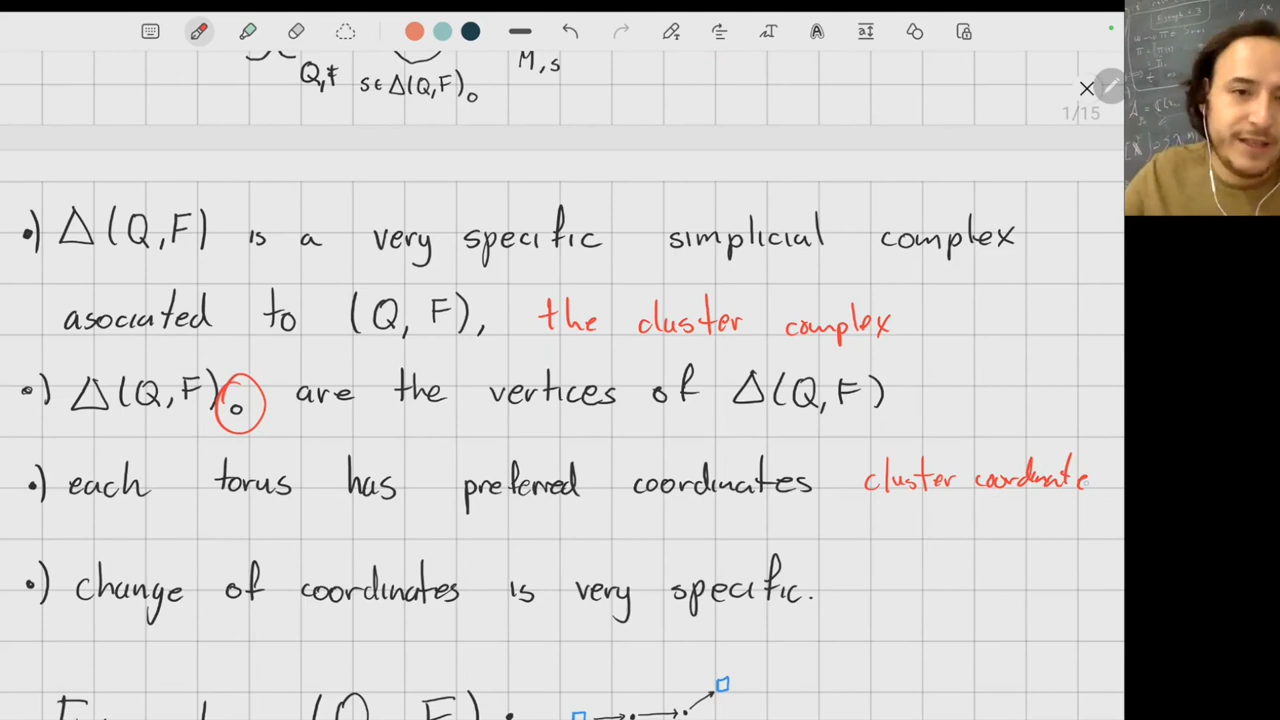 Q, F s ∈ Δ(Q,F)₀ M,s
1/15
•) Δ(Q,F) is a very specific simplicial complex
asociated to (Q, F), the cluster complex
•) Δ(Q,F)₀ are the vertices of Δ(Q,F)
•) each torus has preferred coordinates cluster coordinate
•) change of coordinates is very specific.
(Q, F):